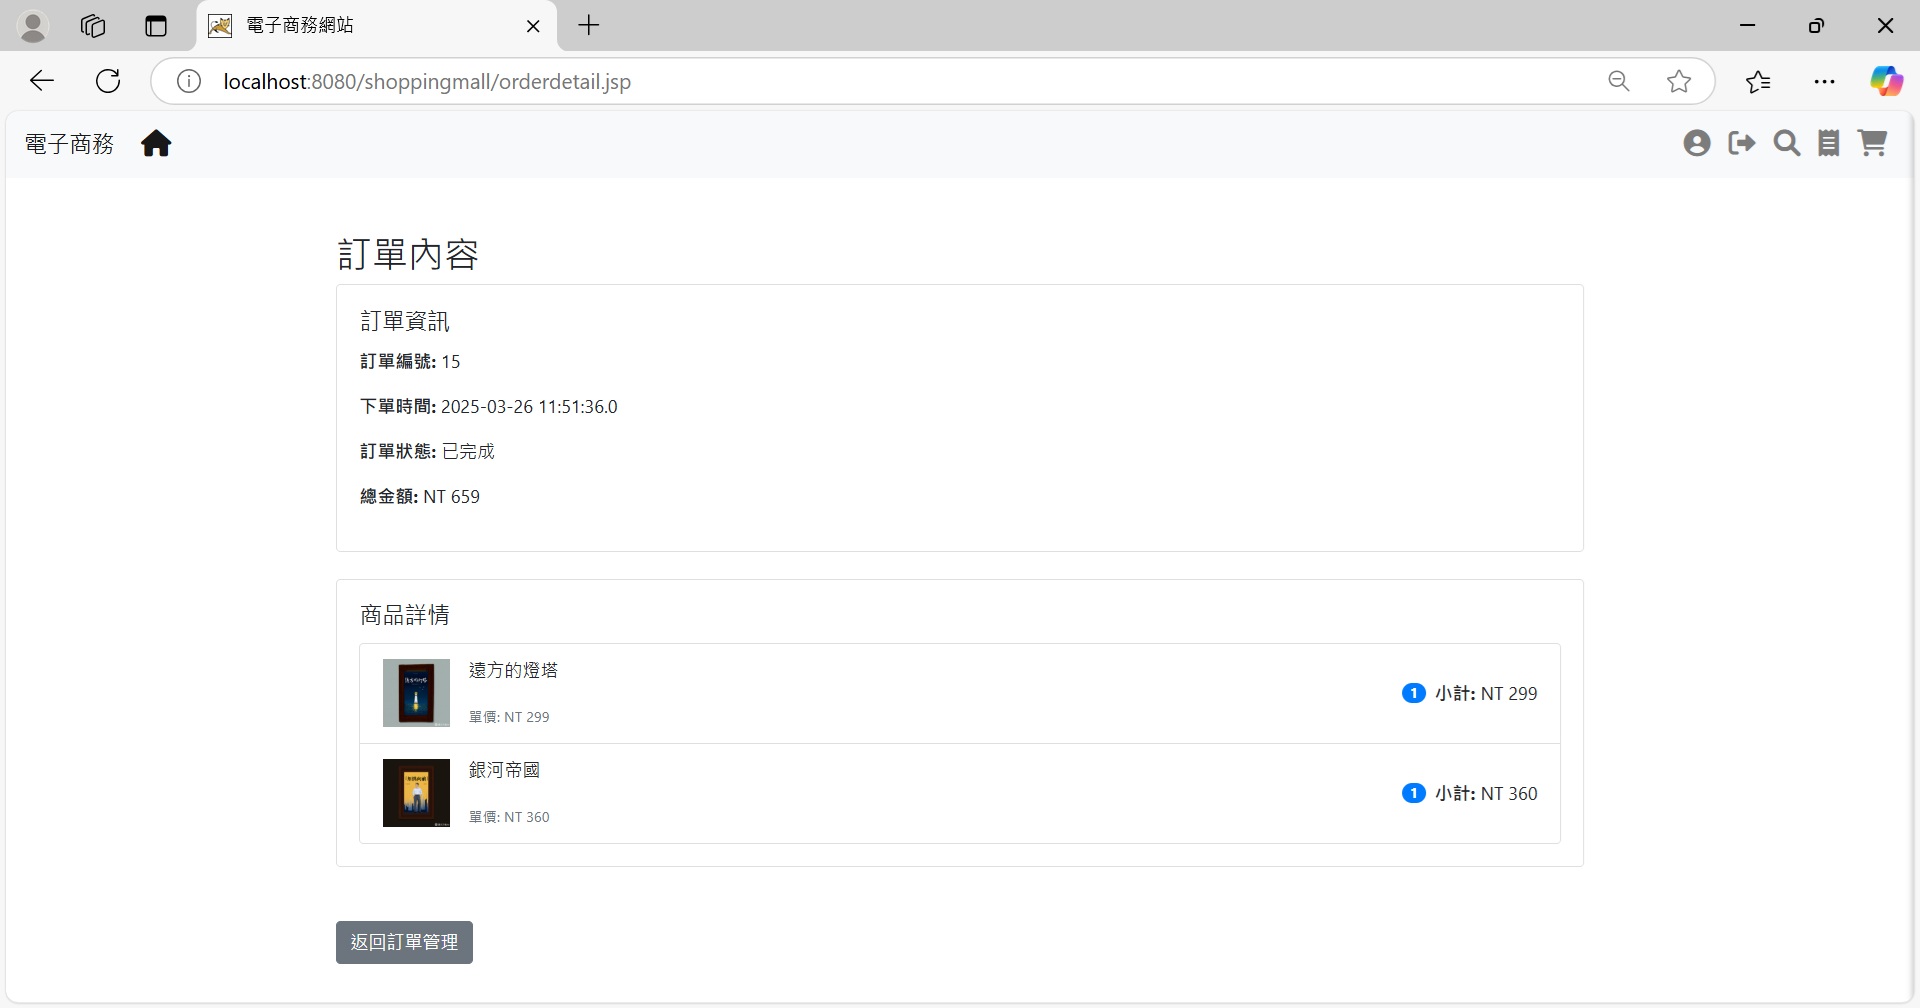 電子商務網站
localhost:8080/shoppingmall/orderdetail.jsp
電子商務
訂單內容
訂單資訊
訂單編號: 15
下單時間: 2025-03-26 11:51:36.0
訂單狀態: 已完成
總金額: NT 659
商品詳情
遠方的燈塔
單價: NT 299
1 小計: NT 299
銀河帝國
單價: NT 360
1 小計: NT 360
返回訂單管理